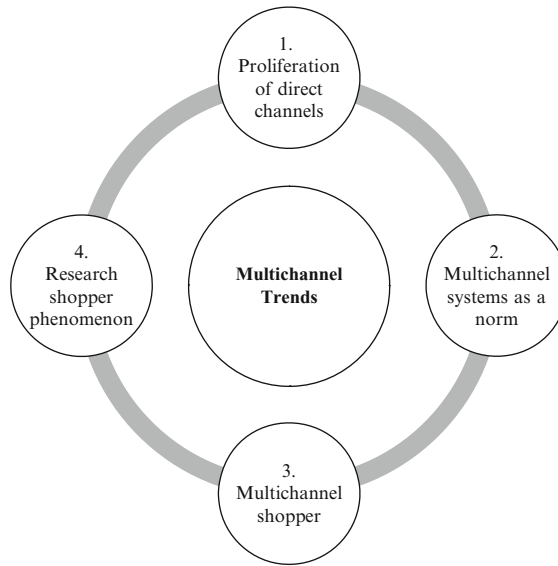 1.
Proliferation
of direct
channels
2.
Multichannel
systems as a
norm
3.
Multichannel
shopper
4.
Research
shopper
phenomenon
Multichannel
Trends